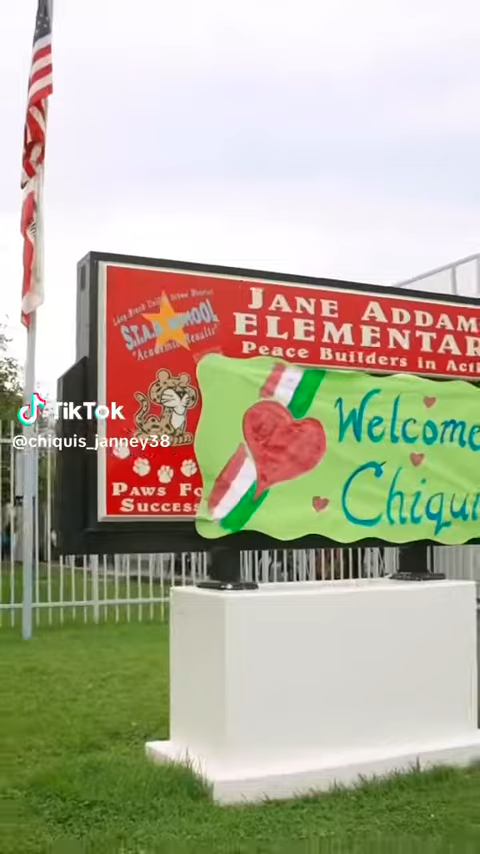 Long Beach Unified School District
S.T.A.R. SCHOOL
"Academic Results"
JANE ADDAM
ELEMENTAR
Peace Builders in Acti
Welcome
Chiqui
PAWS FO
SUCCESS
TikTok
@chiquis_janney38